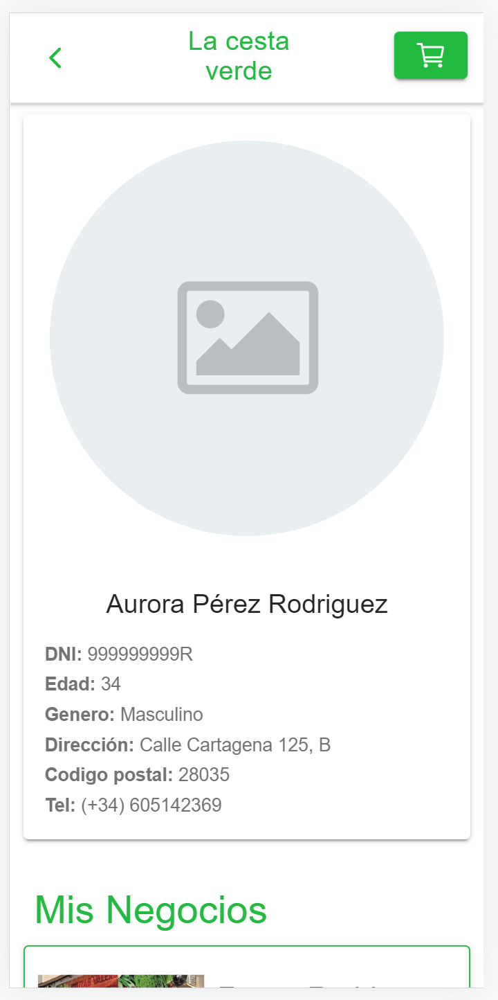 La cesta
verde
Aurora Pérez Rodriguez
DNI: 999999999R
Edad: 34
Genero: Masculino
Dirección: Calle Cartagena 125, B
Codigo postal: 28035
Tel: (+34) 605142369
Mis Negocios